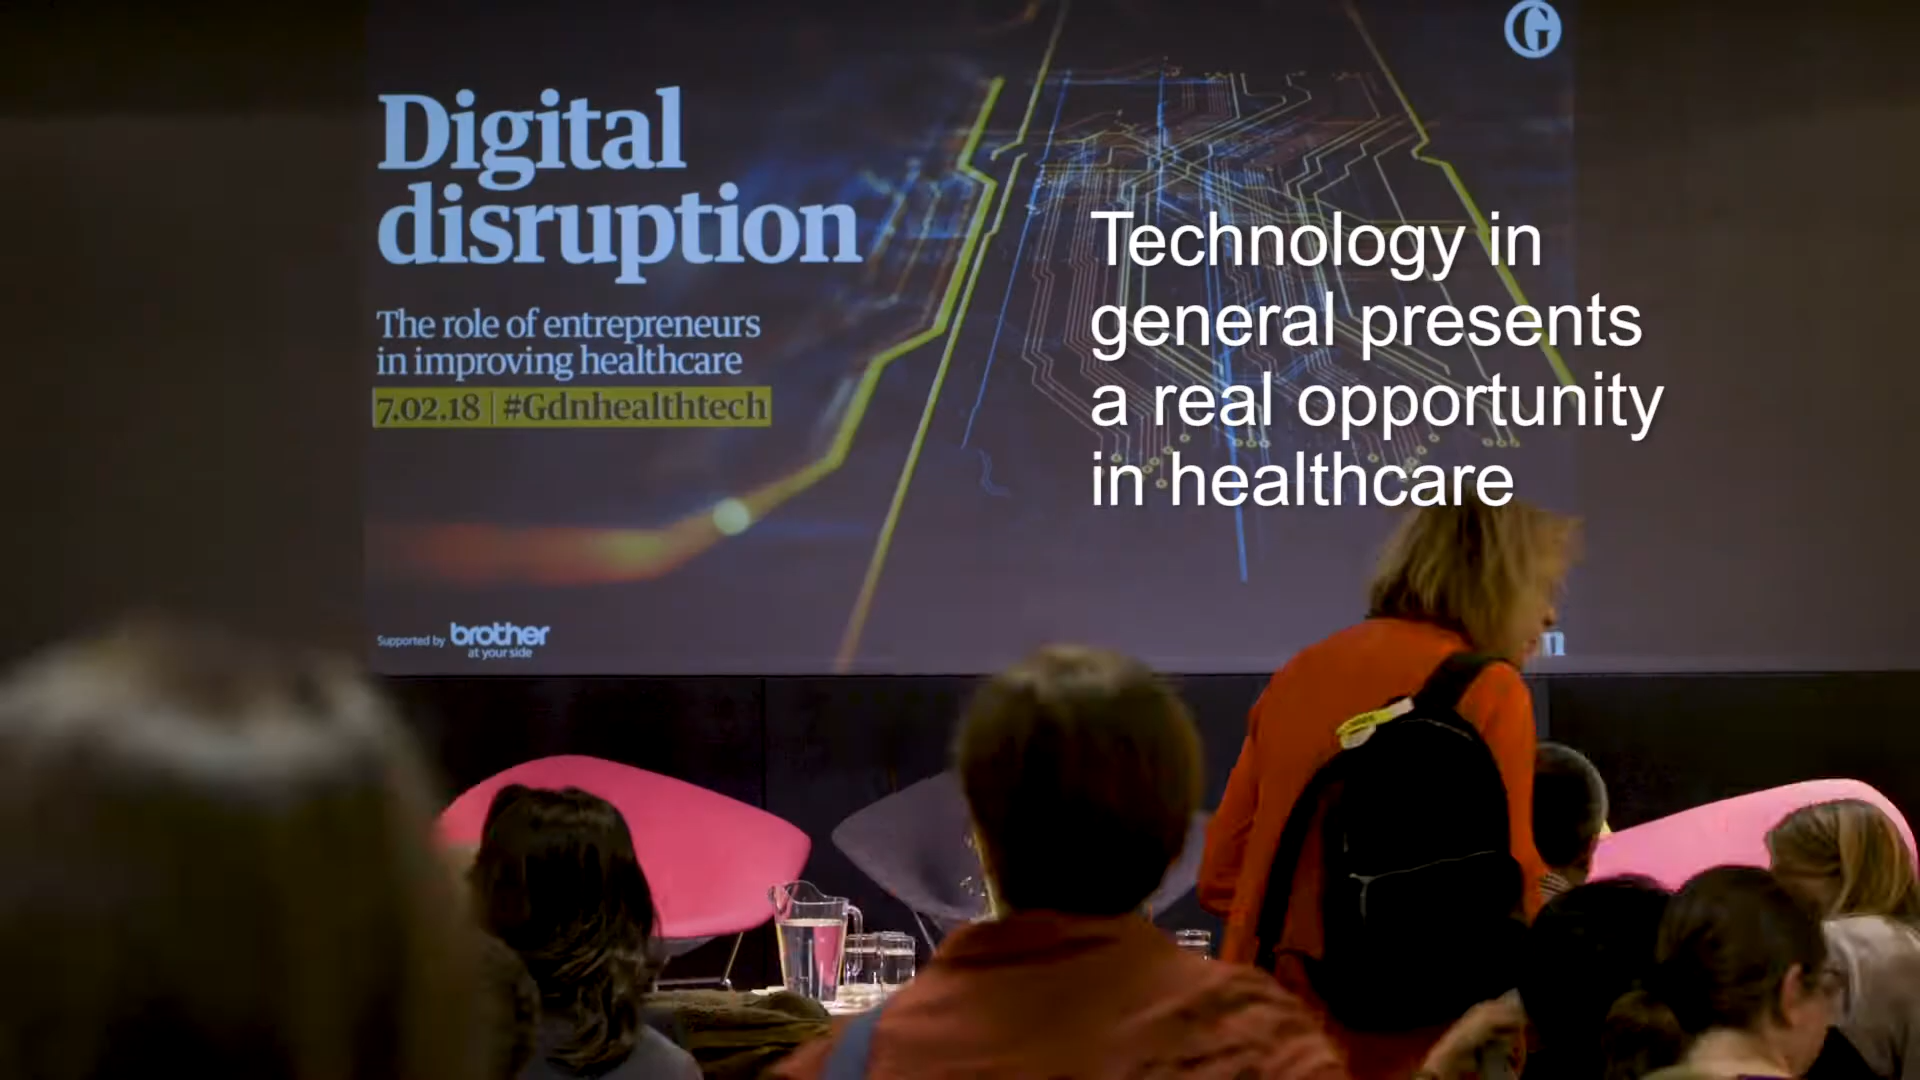 G
Digital
disruption
The role of entrepreneurs
in improving healthcare
7.02.18 | #Gdnhealthtech
Supported by brother
at your side
Technology in
general presents
a real opportunity
in healthcare